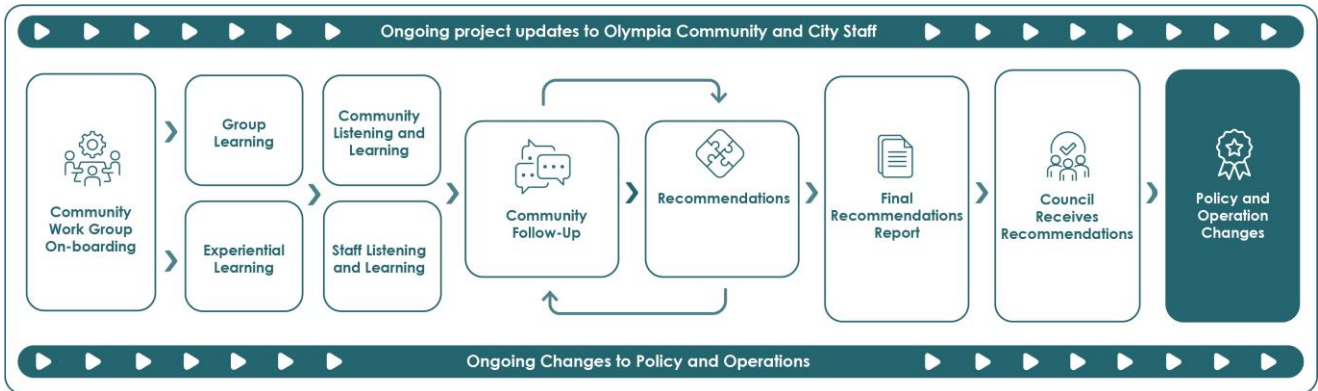 Ongoing project updates to Olympia Community and City Staff
Community
Work Group
On-boarding
Group
Learning
Experiential
Learning
Community
Listening and
Learning
Staff Listening
and Learning
Community
Follow-Up
Recommendations
Final
Recommendations
Report
Council
Receives
Recommendations
Policy and
Operation
Changes
Ongoing Changes to Policy and Operations